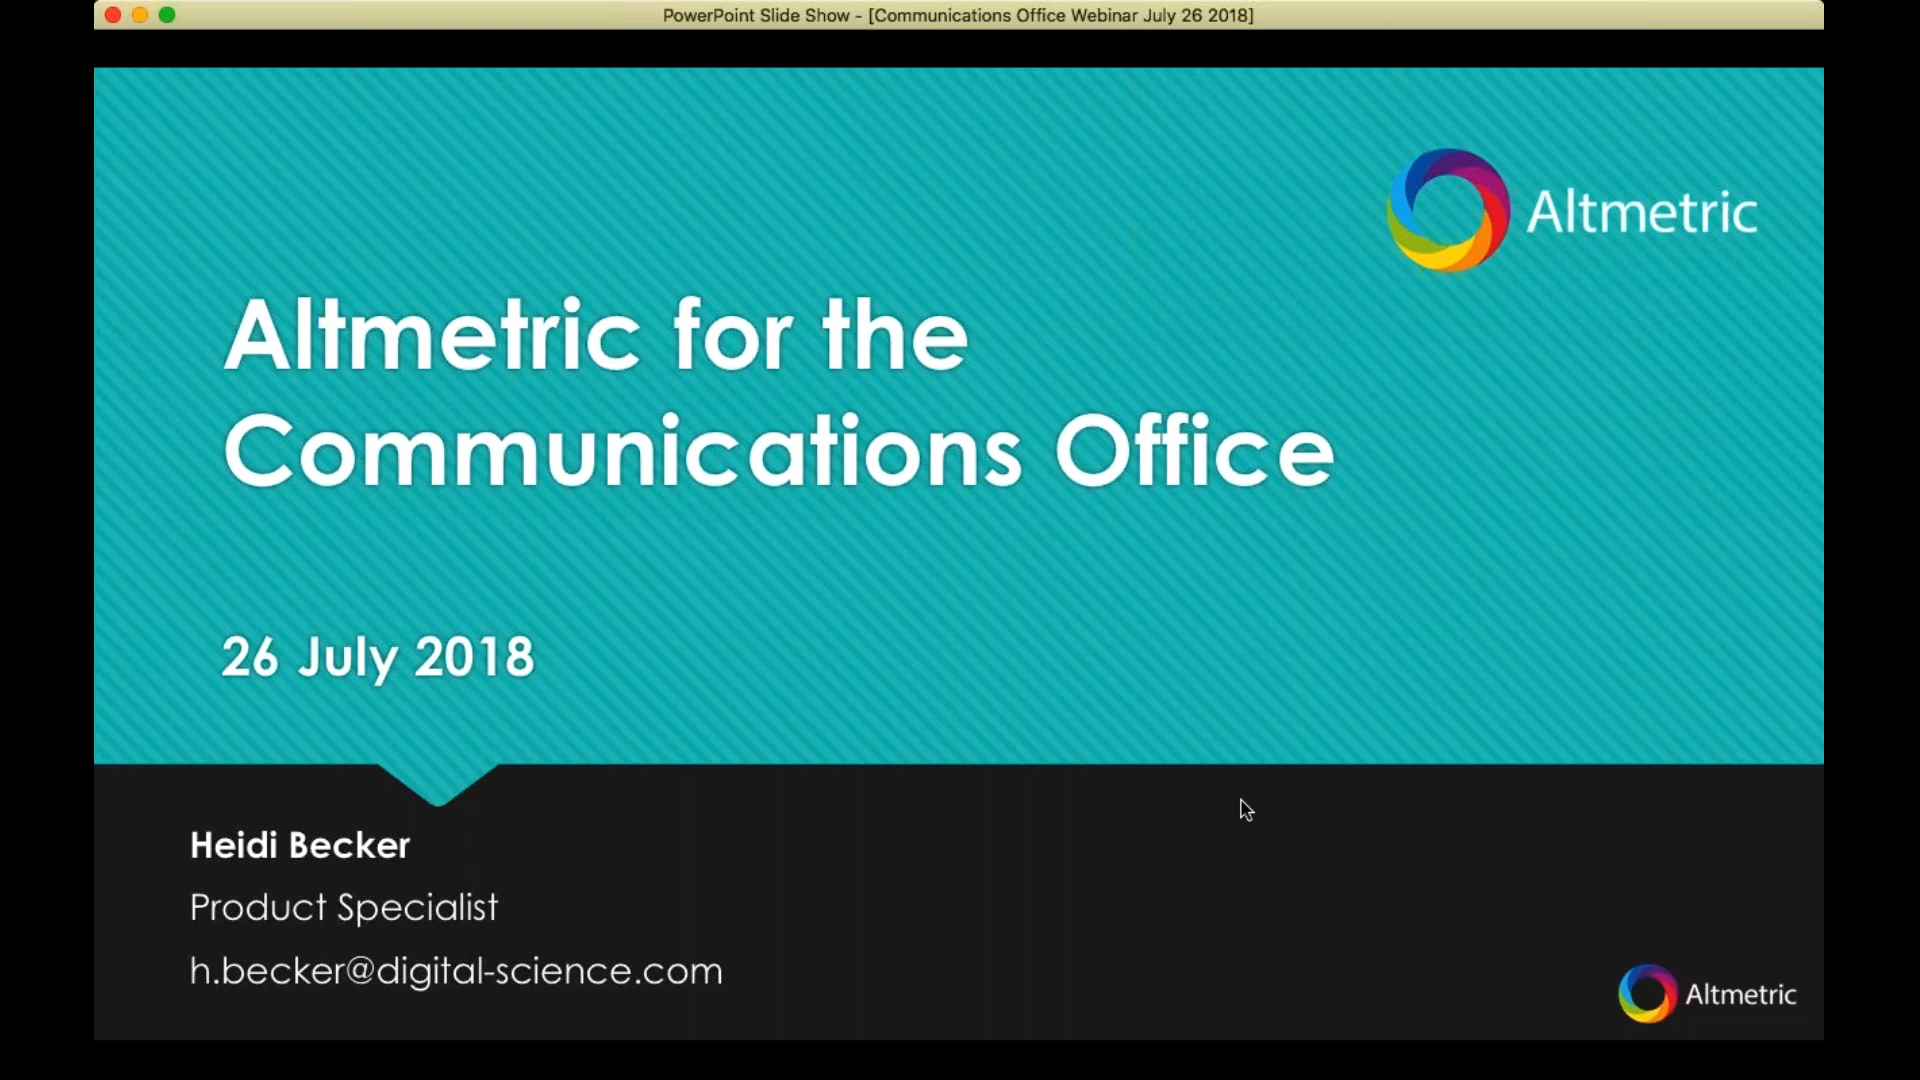 PowerPoint Slide Show - [Communications Office Webinar July 26 2018]
Altmetric
Altmetric for the
Communications Office
26 July 2018
Heidi Becker
Product Specialist
h.becker@digital-science.com
Altmetric